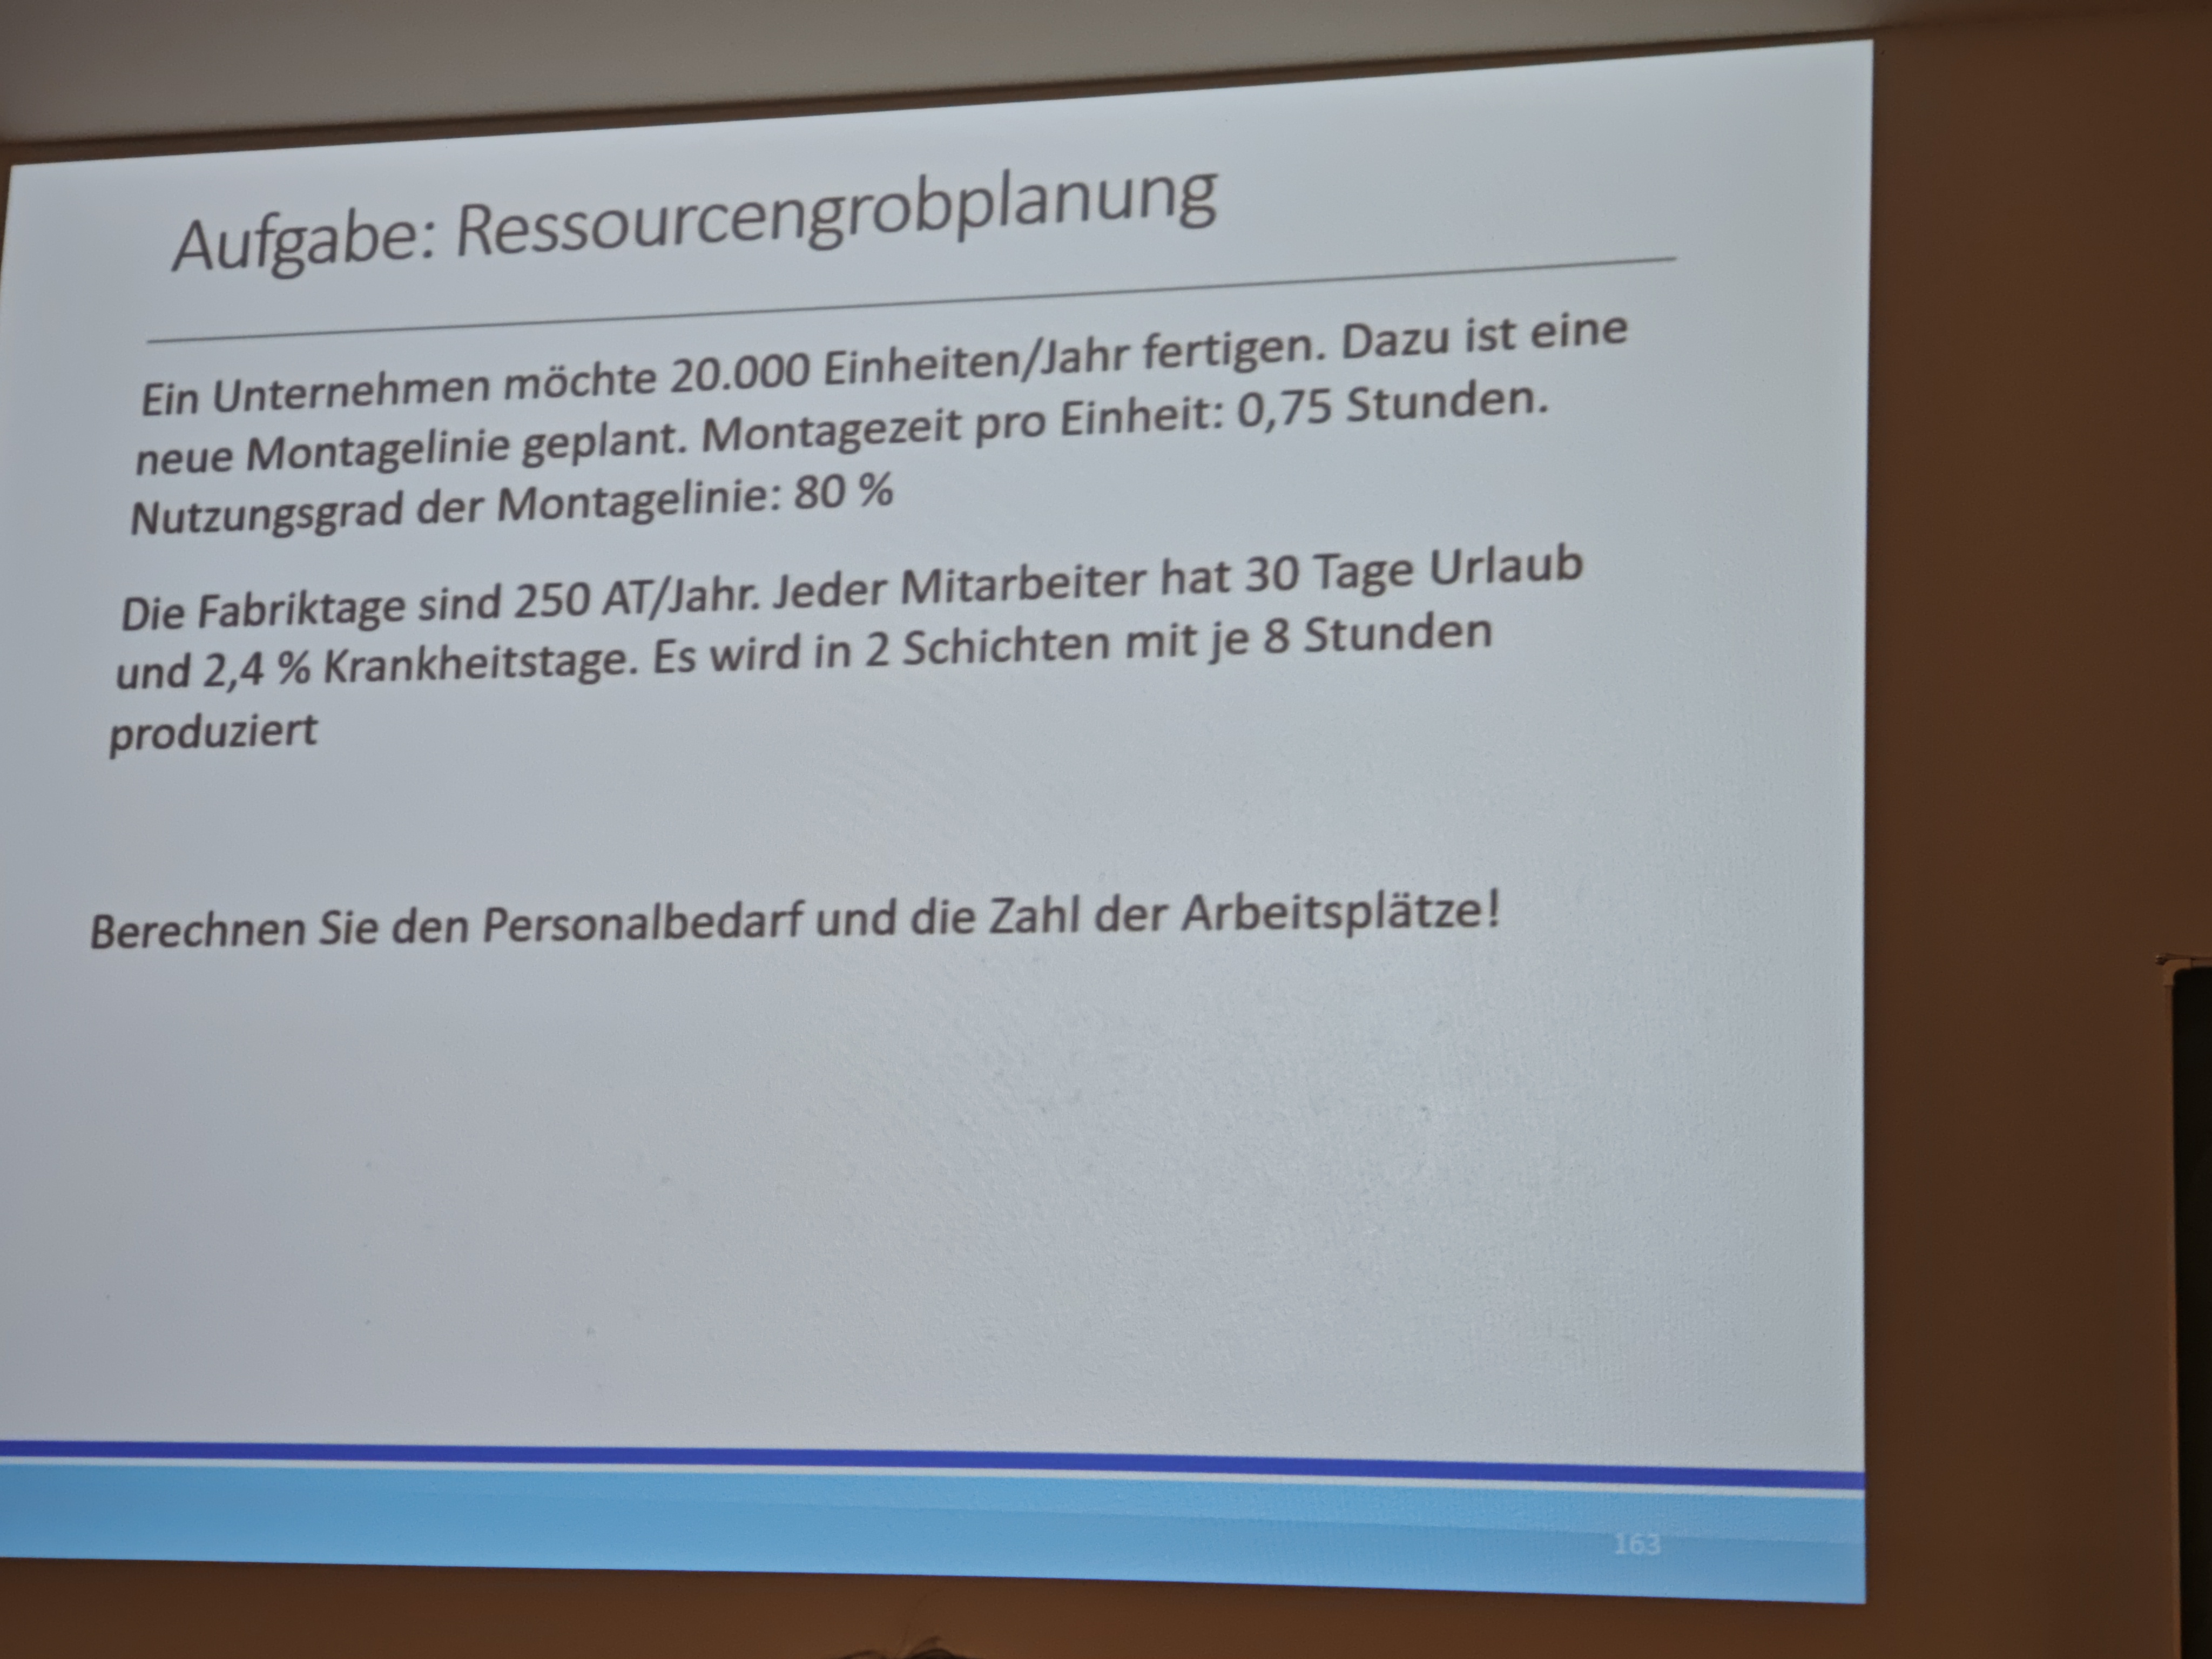 Aufgabe: Ressourcengrobplanung
Ein Unternehmen möchte 20.000 Einheiten/Jahr fertigen. Dazu ist eine
neue Montagelinie geplant. Montagezeit pro Einheit: 0,75 Stunden.
Nutzungsgrad der Montagelinie: 80 %
Die Fabriktage sind 250 AT/Jahr. Jeder Mitarbeiter hat 30 Tage Urlaub
und 2,4 % Krankheitstage. Es wird in 2 Schichten mit je 8 Stunden
produziert
Berechnen Sie den Personalbedarf und die Zahl der Arbeitsplätze!
163